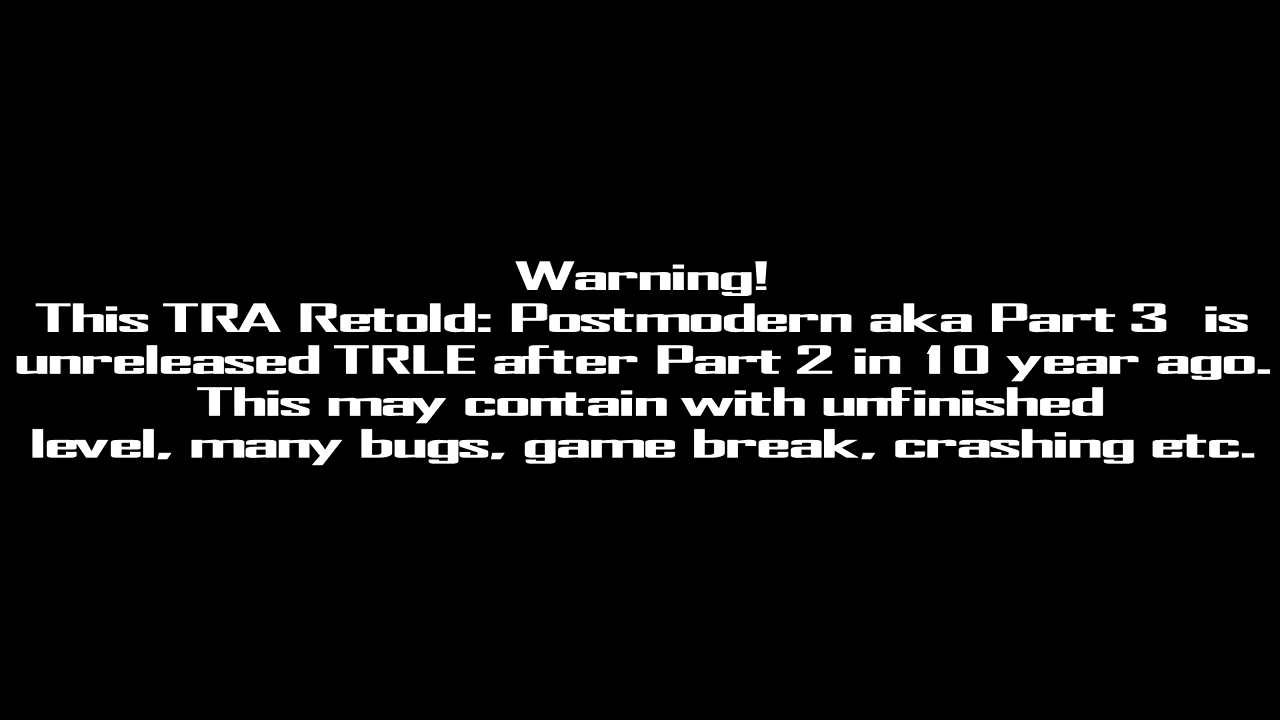 Warning!
This TRA Retold: Postmodern aka Part 3 is
unreleased TRLE after Part 2 in 10 year ago.
This may contain with unfinished
level, many bugs, game break, crashing etc.